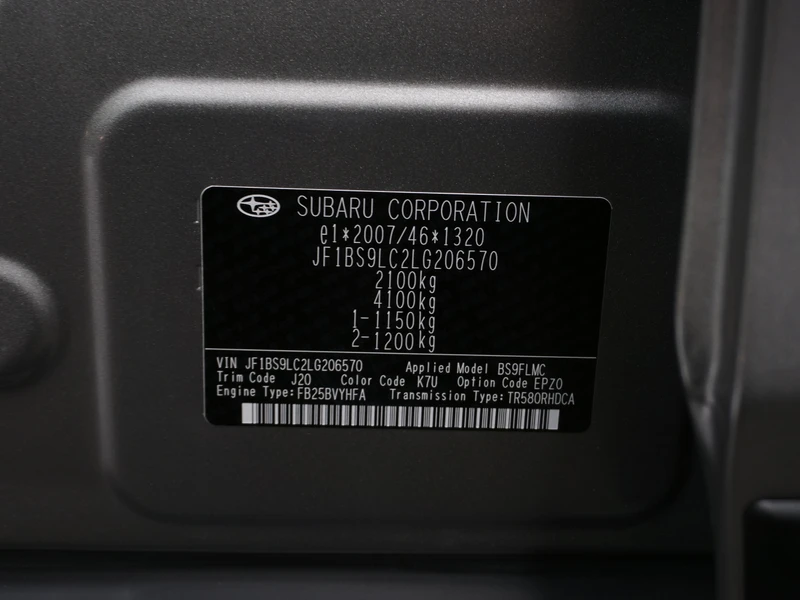 SUBARU CORPORATION
e1*2007/46*1320
JF1BS9LC2LG206570
2100kg
4100kg
1-1150kg
2-1200kg
VIN JF1BS9LC2LG206570 Applied Model BS9FLMC
Trim Code J20 Color Code K7U Option Code EPZ0
Engine Type:FB25BVYHFA Transmission Type:TR580RHDCA